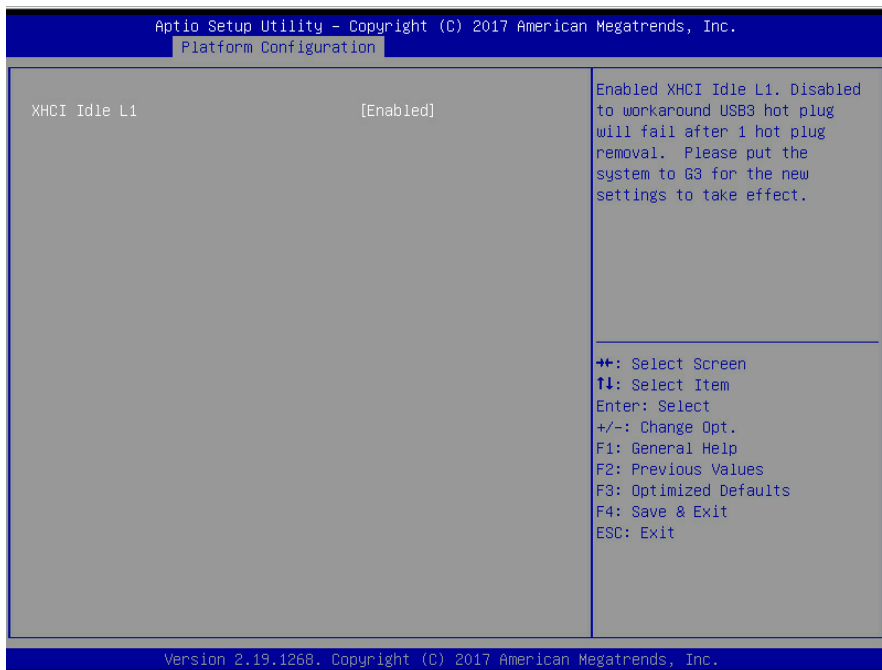 Aptio Setup Utility – Copyright (C) 2017 American Megatrends, Inc.
Platform Configuration
XHCI Idle L1 [Enabled]
Enabled XHCI Idle L1. Disabled
to workaround USB3 hot plug
will fail after 1 hot plug
removal. Please put the
system to G3 for the new
settings to take effect.
→←: Select Screen
↑↓: Select Item
Enter: Select
+/-: Change Opt.
F1: General Help
F2: Previous Values
F3: Optimized Defaults
F4: Save & Exit
ESC: Exit
Version 2.19.1268. Copyright (C) 2017 American Megatrends, Inc.